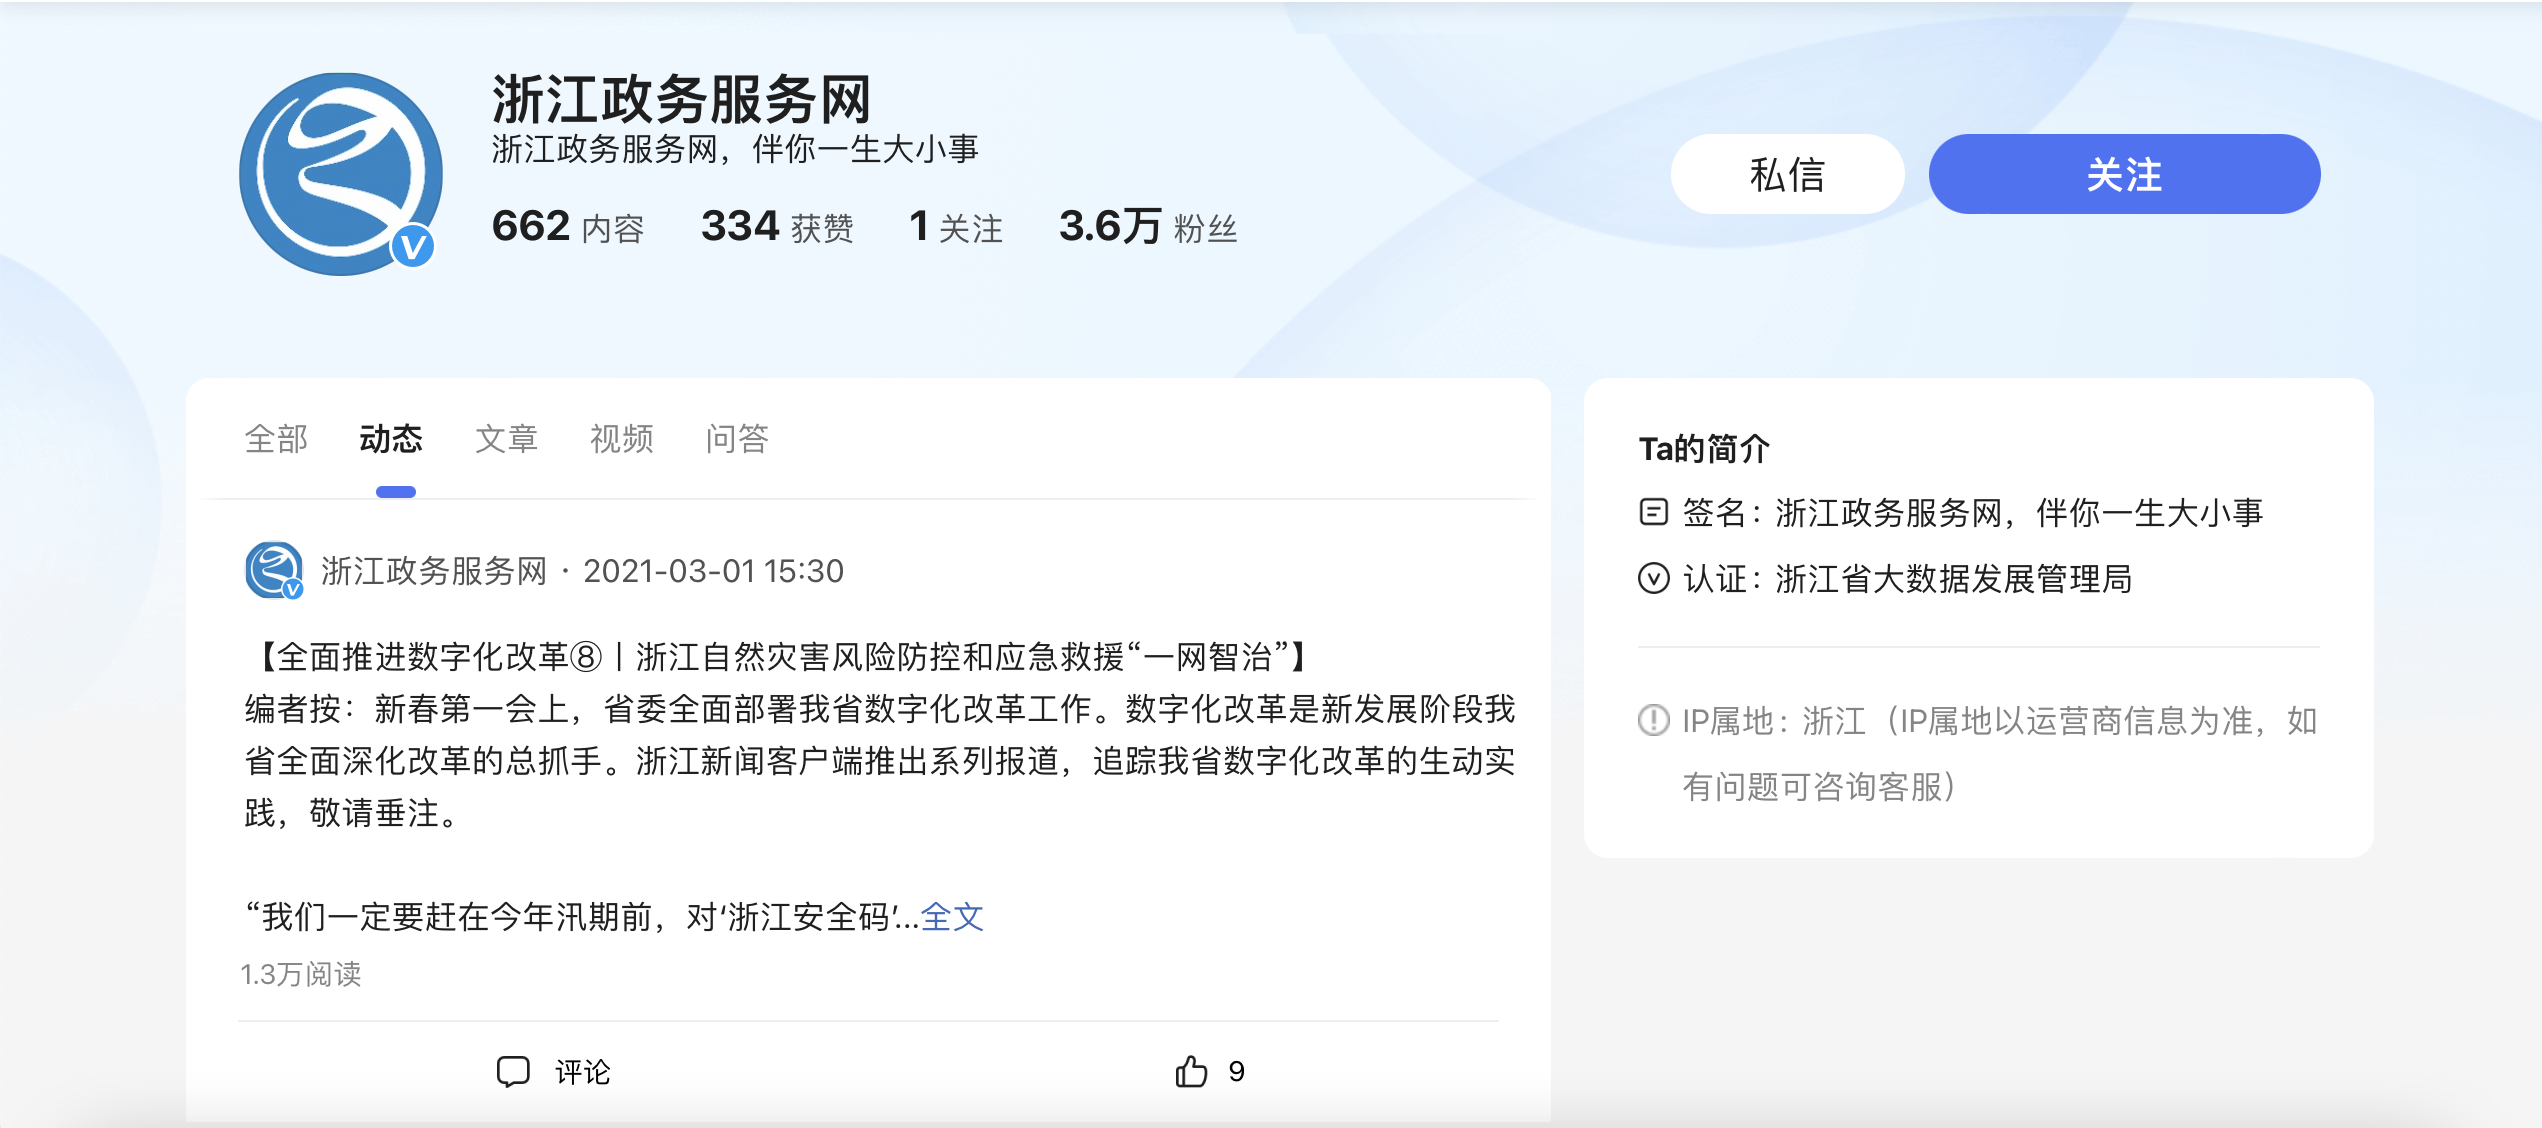 浙江政务服务网
浙江政务服务网，伴你一生大小事
662 内容 334 获赞 1 关注 3.6万 粉丝
私信 关注
全部 动态 文章 视频 问答
浙江政务服务网 · 2021-03-01 15:30
【全面推进数字化改革⑧丨浙江自然灾害风险防控和应急救援“一网智治”】
编者按：新春第一会上，省委全面部署我省数字化改革工作。数字化改革是新发展阶段我
省全面深化改革的总抓手。浙江新闻客户端推出系列报道，追踪我省数字化改革的生动实
践，敬请垂注。
“我们一定要赶在今年汛期前，对‘浙江安全码’...全文
1.3万阅读
评论 9
Ta的简介
签名：浙江政务服务网，伴你一生大小事
认证：浙江省大数据发展管理局
IP属地：浙江（IP属地以运营商信息为准，如
有问题可咨询客服）